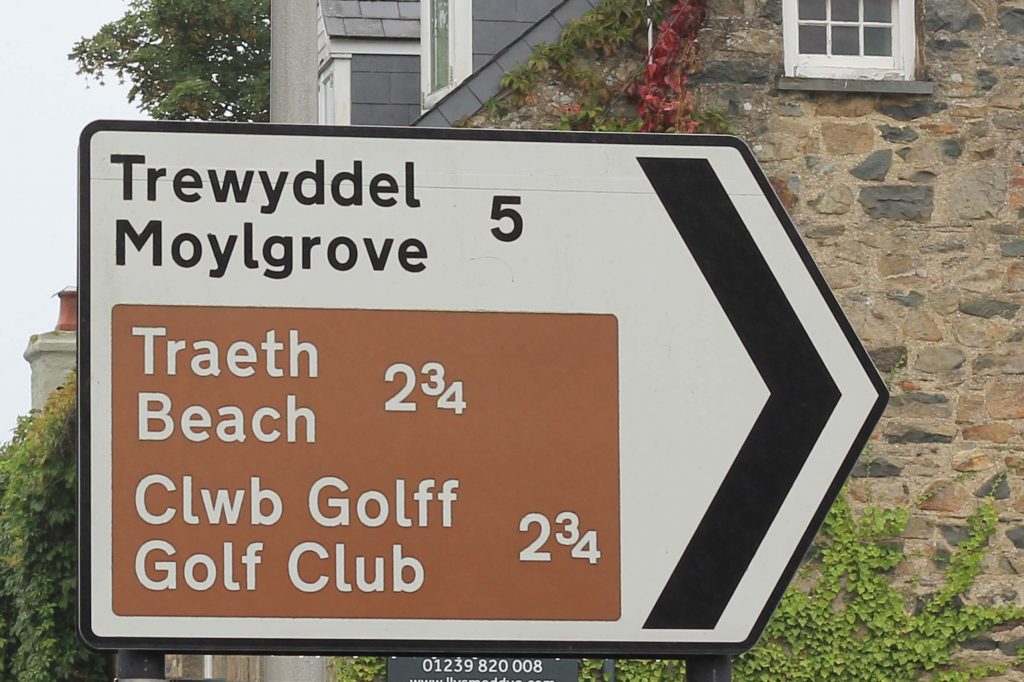 Trewyddel
Moylgrove 5
Traeth
Beach 2¾
Clwb Golff
Golf Club 2¾
01239 820 008